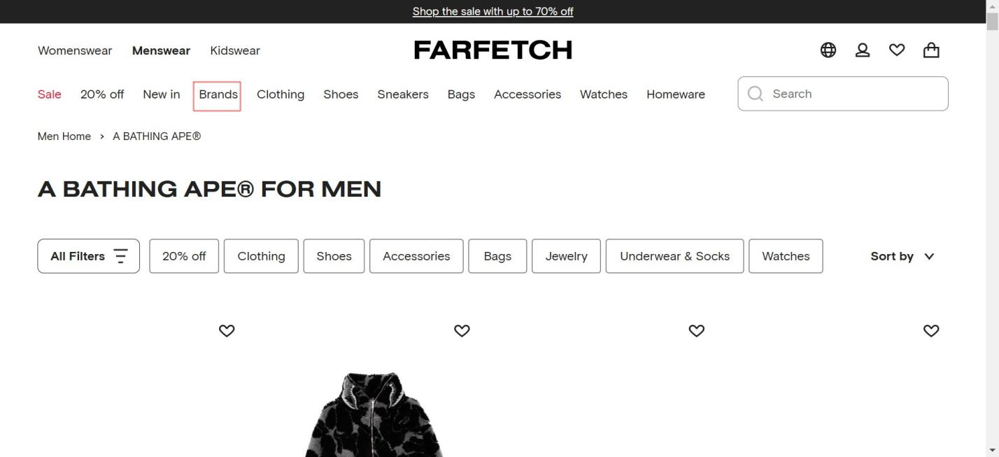 Shop the sale with up to 70% off
Womenswear Menswear Kidswear FARFETCH
Sale 20% off New in Brands Clothing Shoes Sneakers Bags Accessories Watches Homeware Search
Men Home › A BATHING APE®
A BATHING APE® FOR MEN
All Filters 20% off Clothing Shoes Accessories Bags Jewelry Underwear & Socks Watches Sort by